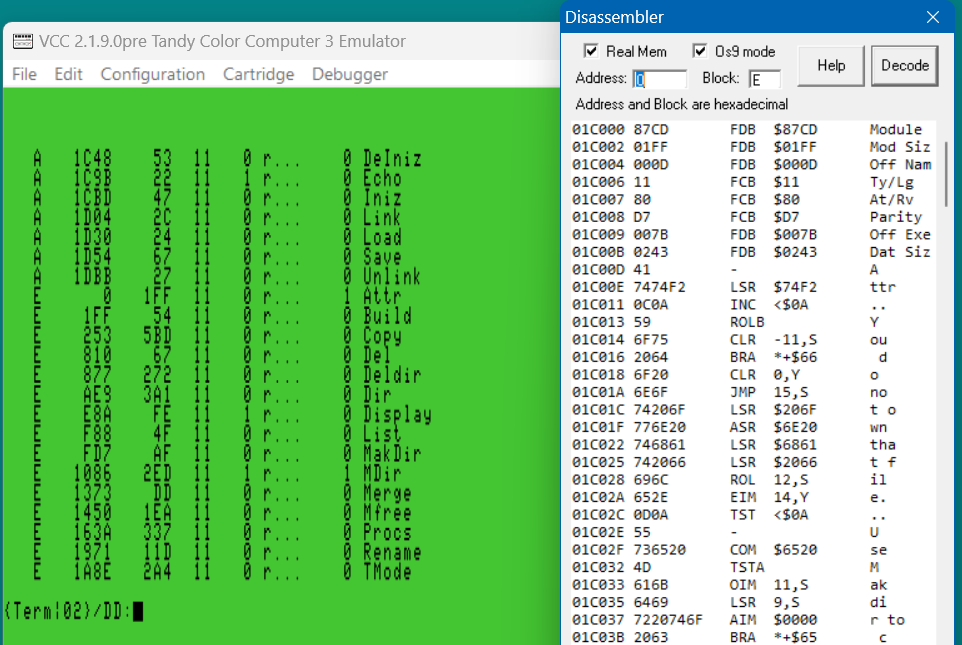 VCC 2.1.9.0pre Tandy Color Computer 3 Emulator
File Edit Configuration Cartridge Debugger
A 1C48 53 11 0 r... 0 DeIniz
A 1C9B 22 11 1 r... 0 Echo
A 1CBD 47 11 0 r... 0 Iniz
A 1D04 2C 11 0 r... 0 Link
A 1D30 24 11 0 r... 0 Load
A 1D54 67 11 0 r... 0 Save
A 1DBB 27 11 0 r... 0 Unlink
E 0 1FF 11 0 r... 1 Attr
E 1FF 54 11 0 r... 0 Build
E 253 5BD 11 0 r... 0 Copy
E 810 67 11 0 r... 0 Del
E 877 272 11 0 r... 0 Deldir
E AE9 3A1 11 0 r... 0 Dir
E E8A FE 11 1 r... 0 Display
E F88 4F 11 0 r... 0 List
E FD7 AF 11 0 r... 0 MakDir
E 1086 2ED 11 1 r... 1 MDir
E 1373 DD 11 0 r... 0 Merge
E 1450 1EA 11 0 r... 0 Mfree
E 163A 337 11 0 r... 0 Procs
E 1971 11D 11 0 r... 0 Rename
E 1A8E 2A4 11 0 r... 0 TMode
{Term|02}/DD:
Disassembler
Real Mem Os9 mode
Address: 0 Block: E Help Decode
Address and Block are hexadecimal
01C000 87CD FDB $87CD Module
01C002 01FF FDB $01FF Mod Siz
01C004 000D FDB $000D Off Nam
01C006 11 FCB $11 Ty/Lg
01C007 80 FCB $80 At/Rv
01C008 D7 FCB $D7 Parity
01C009 007B FDB $007B Off Exe
01C00B 0243 FDB $0243 Dat Siz
01C00D 41 - A
01C00E 7474F2 LSR $74F2 ttr
01C011 0C0A INC <$0A ..
01C013 59 ROLB Y
01C014 6F75 CLR -11,S ou
01C016 2064 BRA *+$66 d
01C018 6F20 CLR 0,Y o
01C01A 6E6F JMP 15,S no
01C01C 74206F LSR $206F t o
01C01F 776E20 ASR $6E20 wn
01C022 746861 LSR $6861 tha
01C025 742066 LSR $2066 t f
01C028 696C ROL 12,S il
01C02A 652E EIM 14,Y e.
01C02C 0D0A TST <$0A ..
01C02E 55 - U
01C02F 736520 COM $6520 se
01C032 4D TSTA M
01C033 616B OIM 11,S ak
01C035 6469 LSR 9,S di
01C037 7220746F AIM $0000 r to
01C03B 2063 BRA *+$65 c